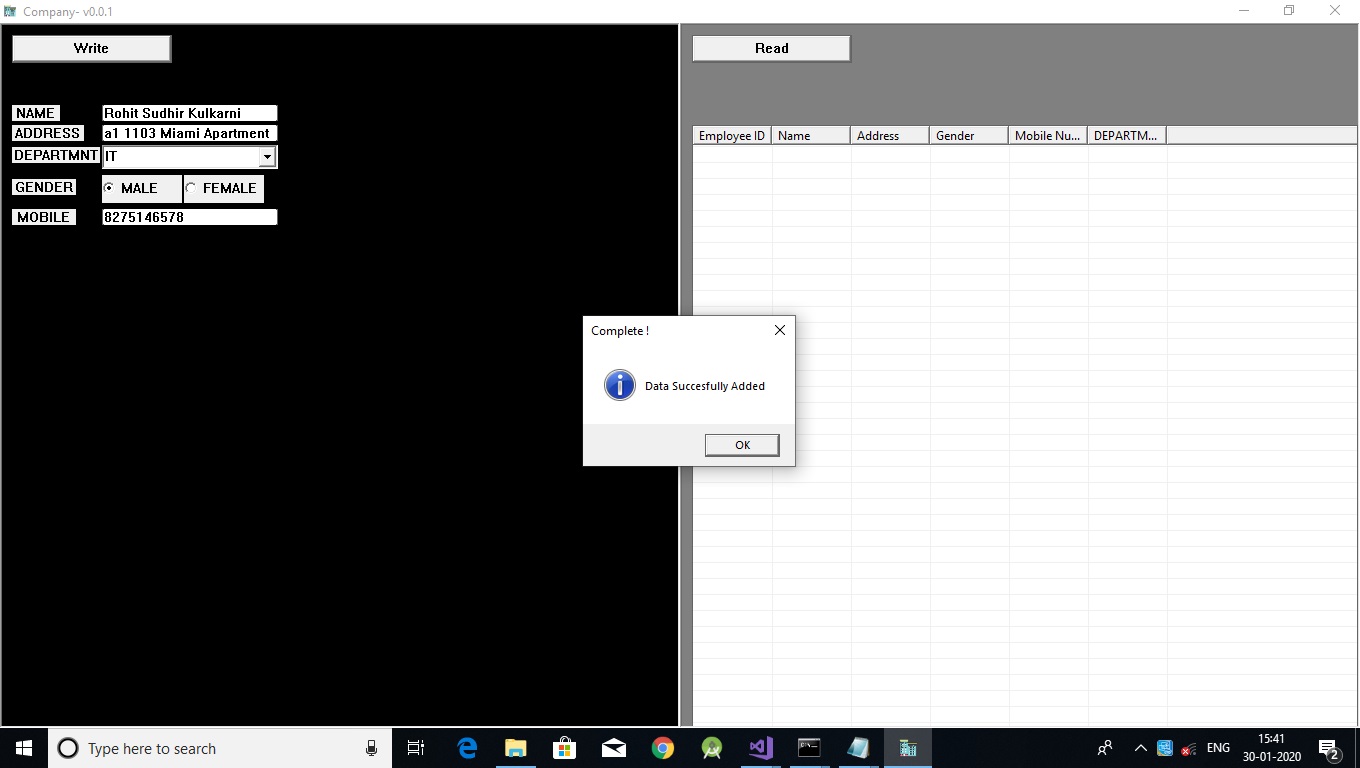 Company- v0.0.1
Write
NAME Rohit Sudhir Kulkarni
ADDRESS a1 1103 Miami Apartment
DEPARTMNT IT
GENDER MALE FEMALE
MOBILE 8275146578
Read
Employee ID Name Address Gender Mobile Nu... DEPARTM...
Complete !
Data Succesfully Added
OK
Type here to search
ENG
15:41
30-01-2020
2